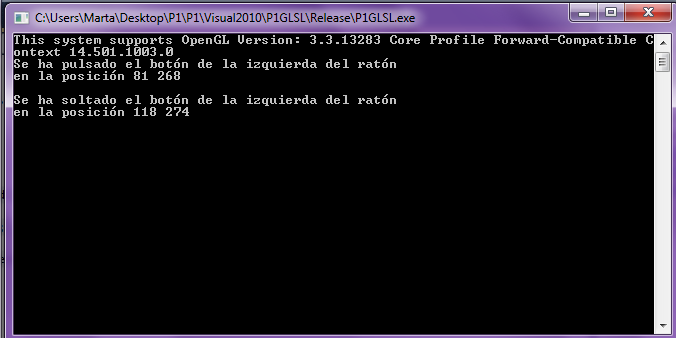 C:\Users\Marta\Desktop\P1\P1\Visual2010\P1GLSL\Release\P1GLSL.exe
This system supports OpenGL Version: 3.3.13283 Core Profile Forward-Compatible C
ontext 14.501.1003.0
Se ha pulsado el botón de la izquierda del ratón
en la posición 81 268
Se ha soltado el botón de la izquierda del ratón
en la posición 118 274